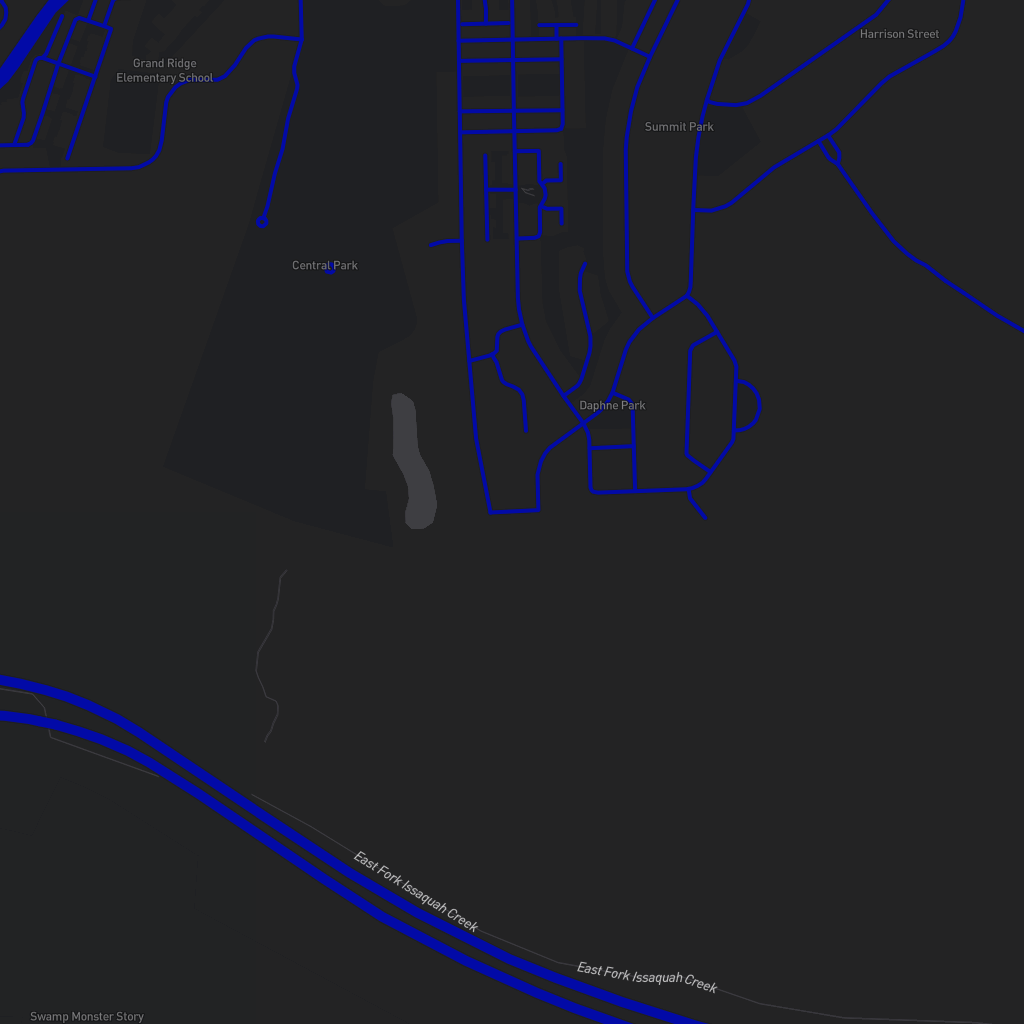 Harrison Street
Grand Ridge
Elementary School
Summit Park
Central Park
Daphne Park
East Fork Issaquah Creek
East Fork Issaquah Creek
Swamp Monster Story